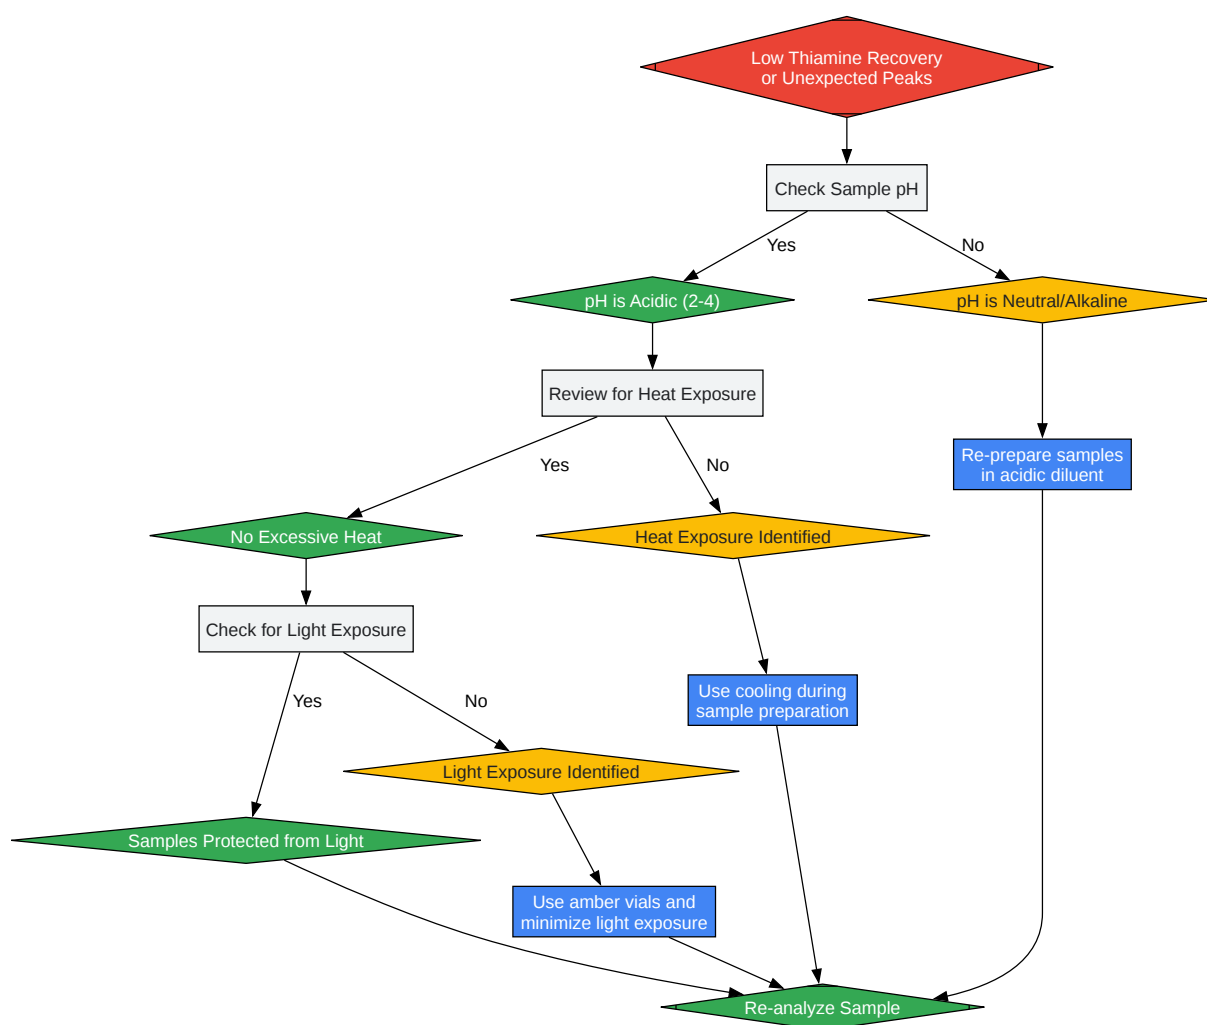 Low Thiamine Recovery
or Unexpected Peaks
Check Sample pH
Yes
No
pH is Acidic (2-4)
pH is Neutral/Alkaline
Review for Heat Exposure
Re-prepare samples
in acidic diluent
Yes
No
No Excessive Heat
Heat Exposure Identified
Check for Light Exposure
Use cooling during
sample preparation
Yes
No
Light Exposure Identified
Samples Protected from Light
Use amber vials and
minimize light exposure
Re-analyze Sample